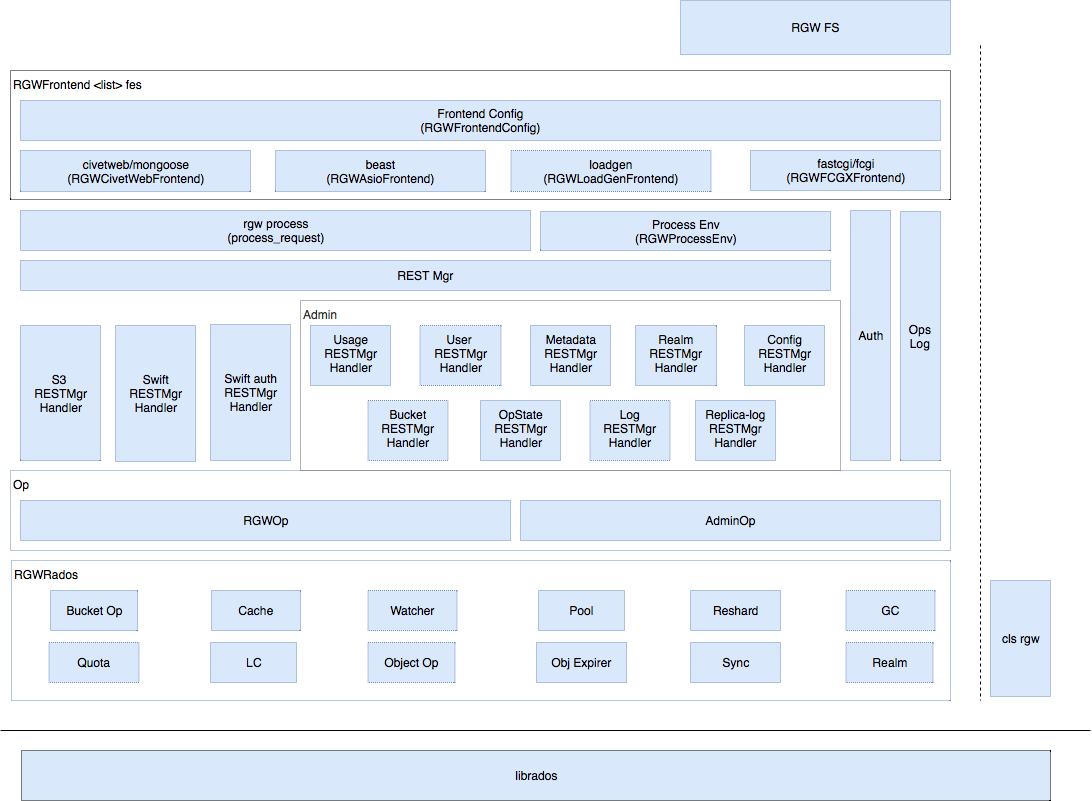 RGW FS
RGWFrontend <list> fes
Frontend Config
(RGWFrontendConfig)
civetweb/mongoose
(RGWCivetWebFrontend)
beast
(RGWAsioFrontend)
loadgen
(RGWLoadGenFrontend)
fastcgi/fcgi
(RGWFCGXFrontend)
rgw process
(process_request)
Process Env
(RGWProcessEnv)
REST Mgr
Auth
Ops
Log
S3
RESTMgr
Handler
Swift
RESTMgr
Handler
Swift auth
RESTMgr
Handler
Admin
Usage
RESTMgr
Handler
User
RESTMgr
Handler
Metadata
RESTMgr
Handler
Realm
RESTMgr
Handler
Config
RESTMgr
Handler
Bucket
RESTMgr
Handler
OpState
RESTMgr
Handler
Log
RESTMgr
Handler
Replica-log
RESTMgr
Handler
Op
RGWOp
AdminOp
RGWRados
Bucket Op
Cache
Watcher
Pool
Reshard
GC
Quota
LC
Object Op
Obj Expirer
Sync
Realm
cls rgw
librados